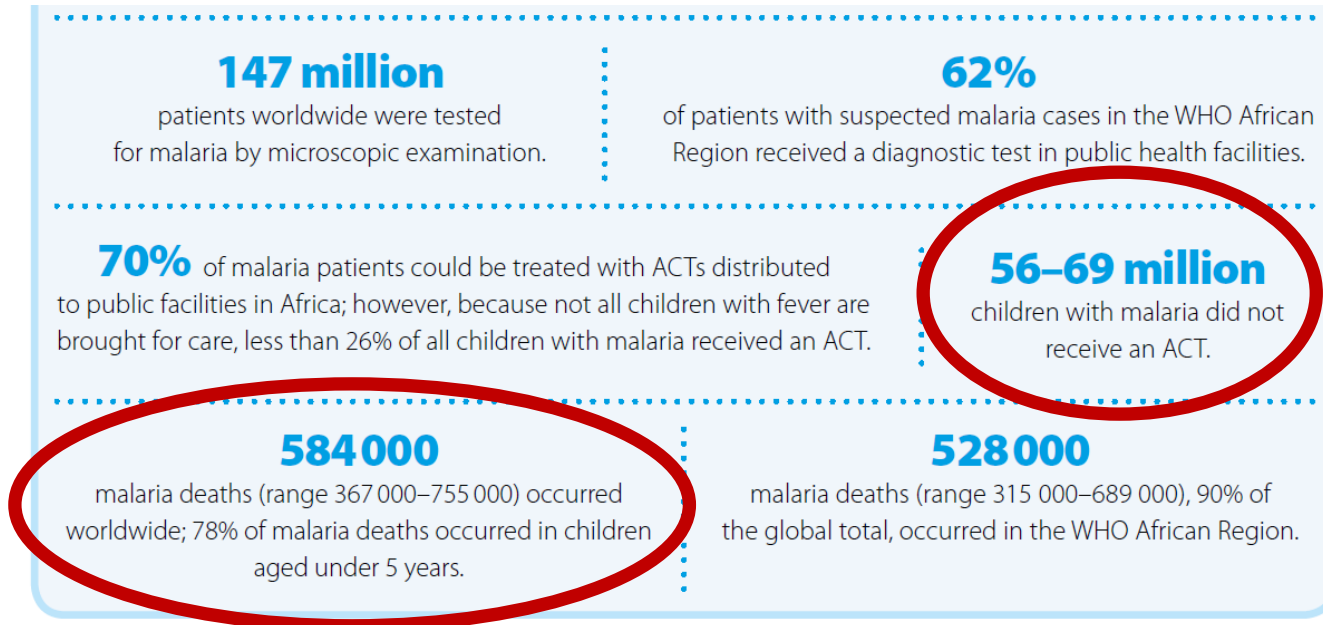 147 million
patients worldwide were tested
for malaria by microscopic examination.
62%
of patients with suspected malaria cases in the WHO African
Region received a diagnostic test in public health facilities.
70% of malaria patients could be treated with ACTs distributed
to public facilities in Africa; however, because not all children with fever are
brought for care, less than 26% of all children with malaria received an ACT.
56–69 million
children with malaria did not
receive an ACT.
584 000
malaria deaths (range 367 000–755 000) occurred
worldwide; 78% of malaria deaths occurred in children
aged under 5 years.
528 000
malaria deaths (range 315 000–689 000), 90% of
the global total, occurred in the WHO African Region.